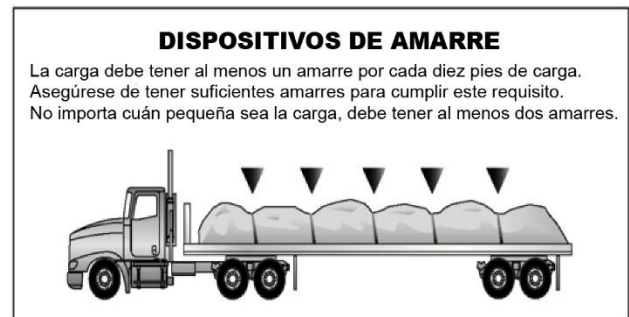 DISPOSITIVOS DE AMARRE
La carga debe tener al menos un amarre por cada diez pies de carga.
Asegúrese de tener suficientes amarres para cumplir este requisito.
No importa cuán pequeña sea la carga, debe tener al menos dos amarres.